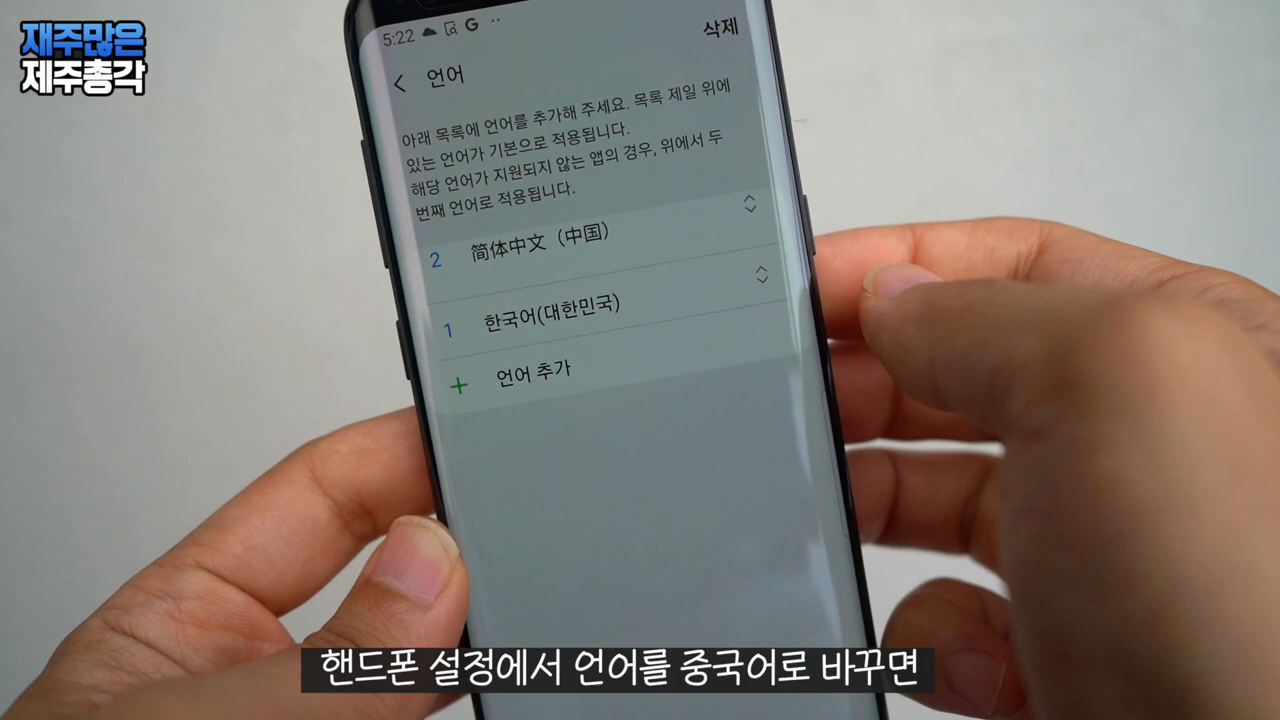 재주많은
제주총각
5:22
삭제
언어
아래 목록에 언어를 추가해 주세요. 목록 제일 위에
있는 언어가 기본으로 적용됩니다.
해당 언어가 지원되지 않는 앱의 경우, 위에서 두
번째 언어로 적용됩니다.
2 简体中文（中国）
1 한국어(대한민국)
+ 언어 추가
핸드폰 설정에서 언어를 중국어로 바꾸면